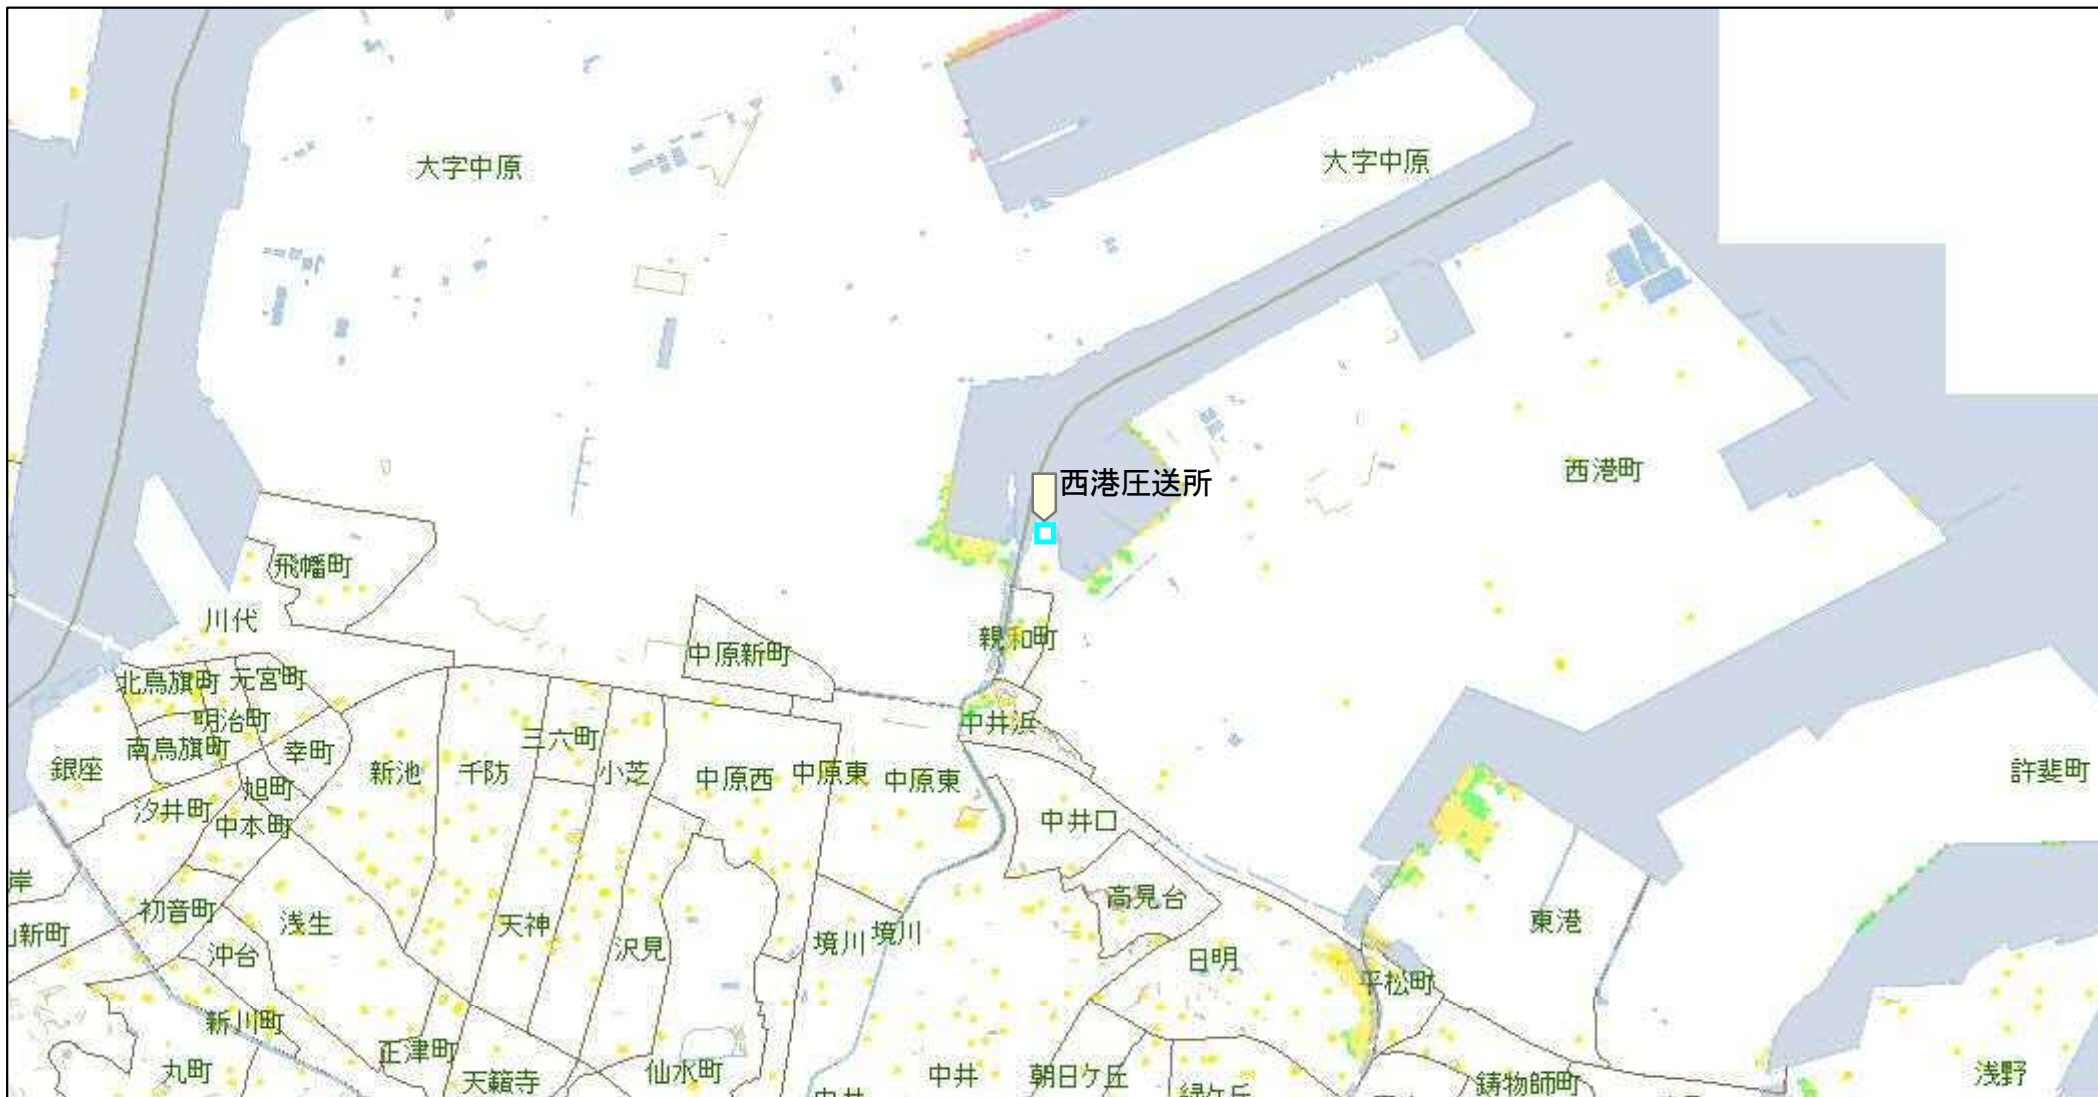 大字中原
大字中原
西港町
西港圧送所
飛幡町
川代
親和町
中原新町
北鳥旗町
元宮町
明治町
中井浜
南鳥旗町
幸町
三六町
銀座
新池
千防
小芝
中原西
中原東
中原東
許斐町
旭町
汐井町
中本町
中井口
岸
高見台
初音町
浅生
天神
東港
新町
沖台
沢見
境川
境川
日明
平松町
新川町
正津町
丸町
天籟寺
仙水町
中井
朝日ケ丘
鋳物師町
浅野